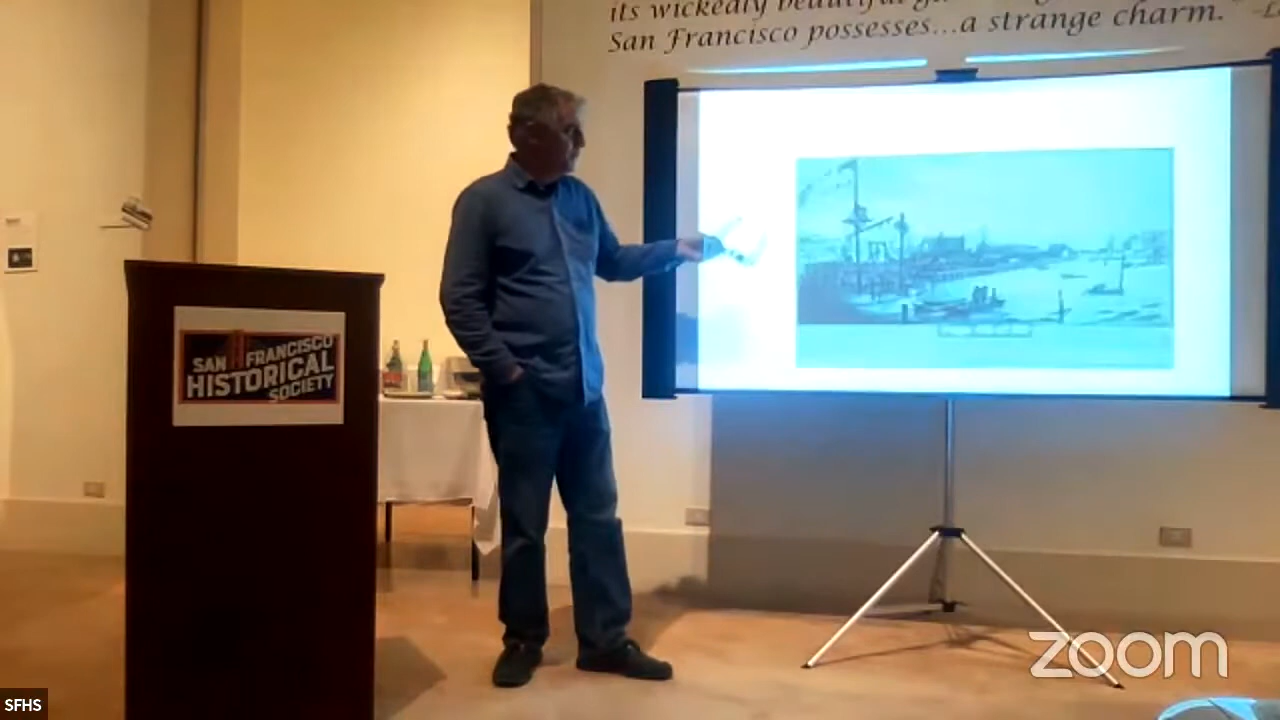 its wickedly beautiful
San Francisco possesses...a strange charm.
SAN FRANCISCO
HISTORICAL
SOCIETY
zoom
SFHS